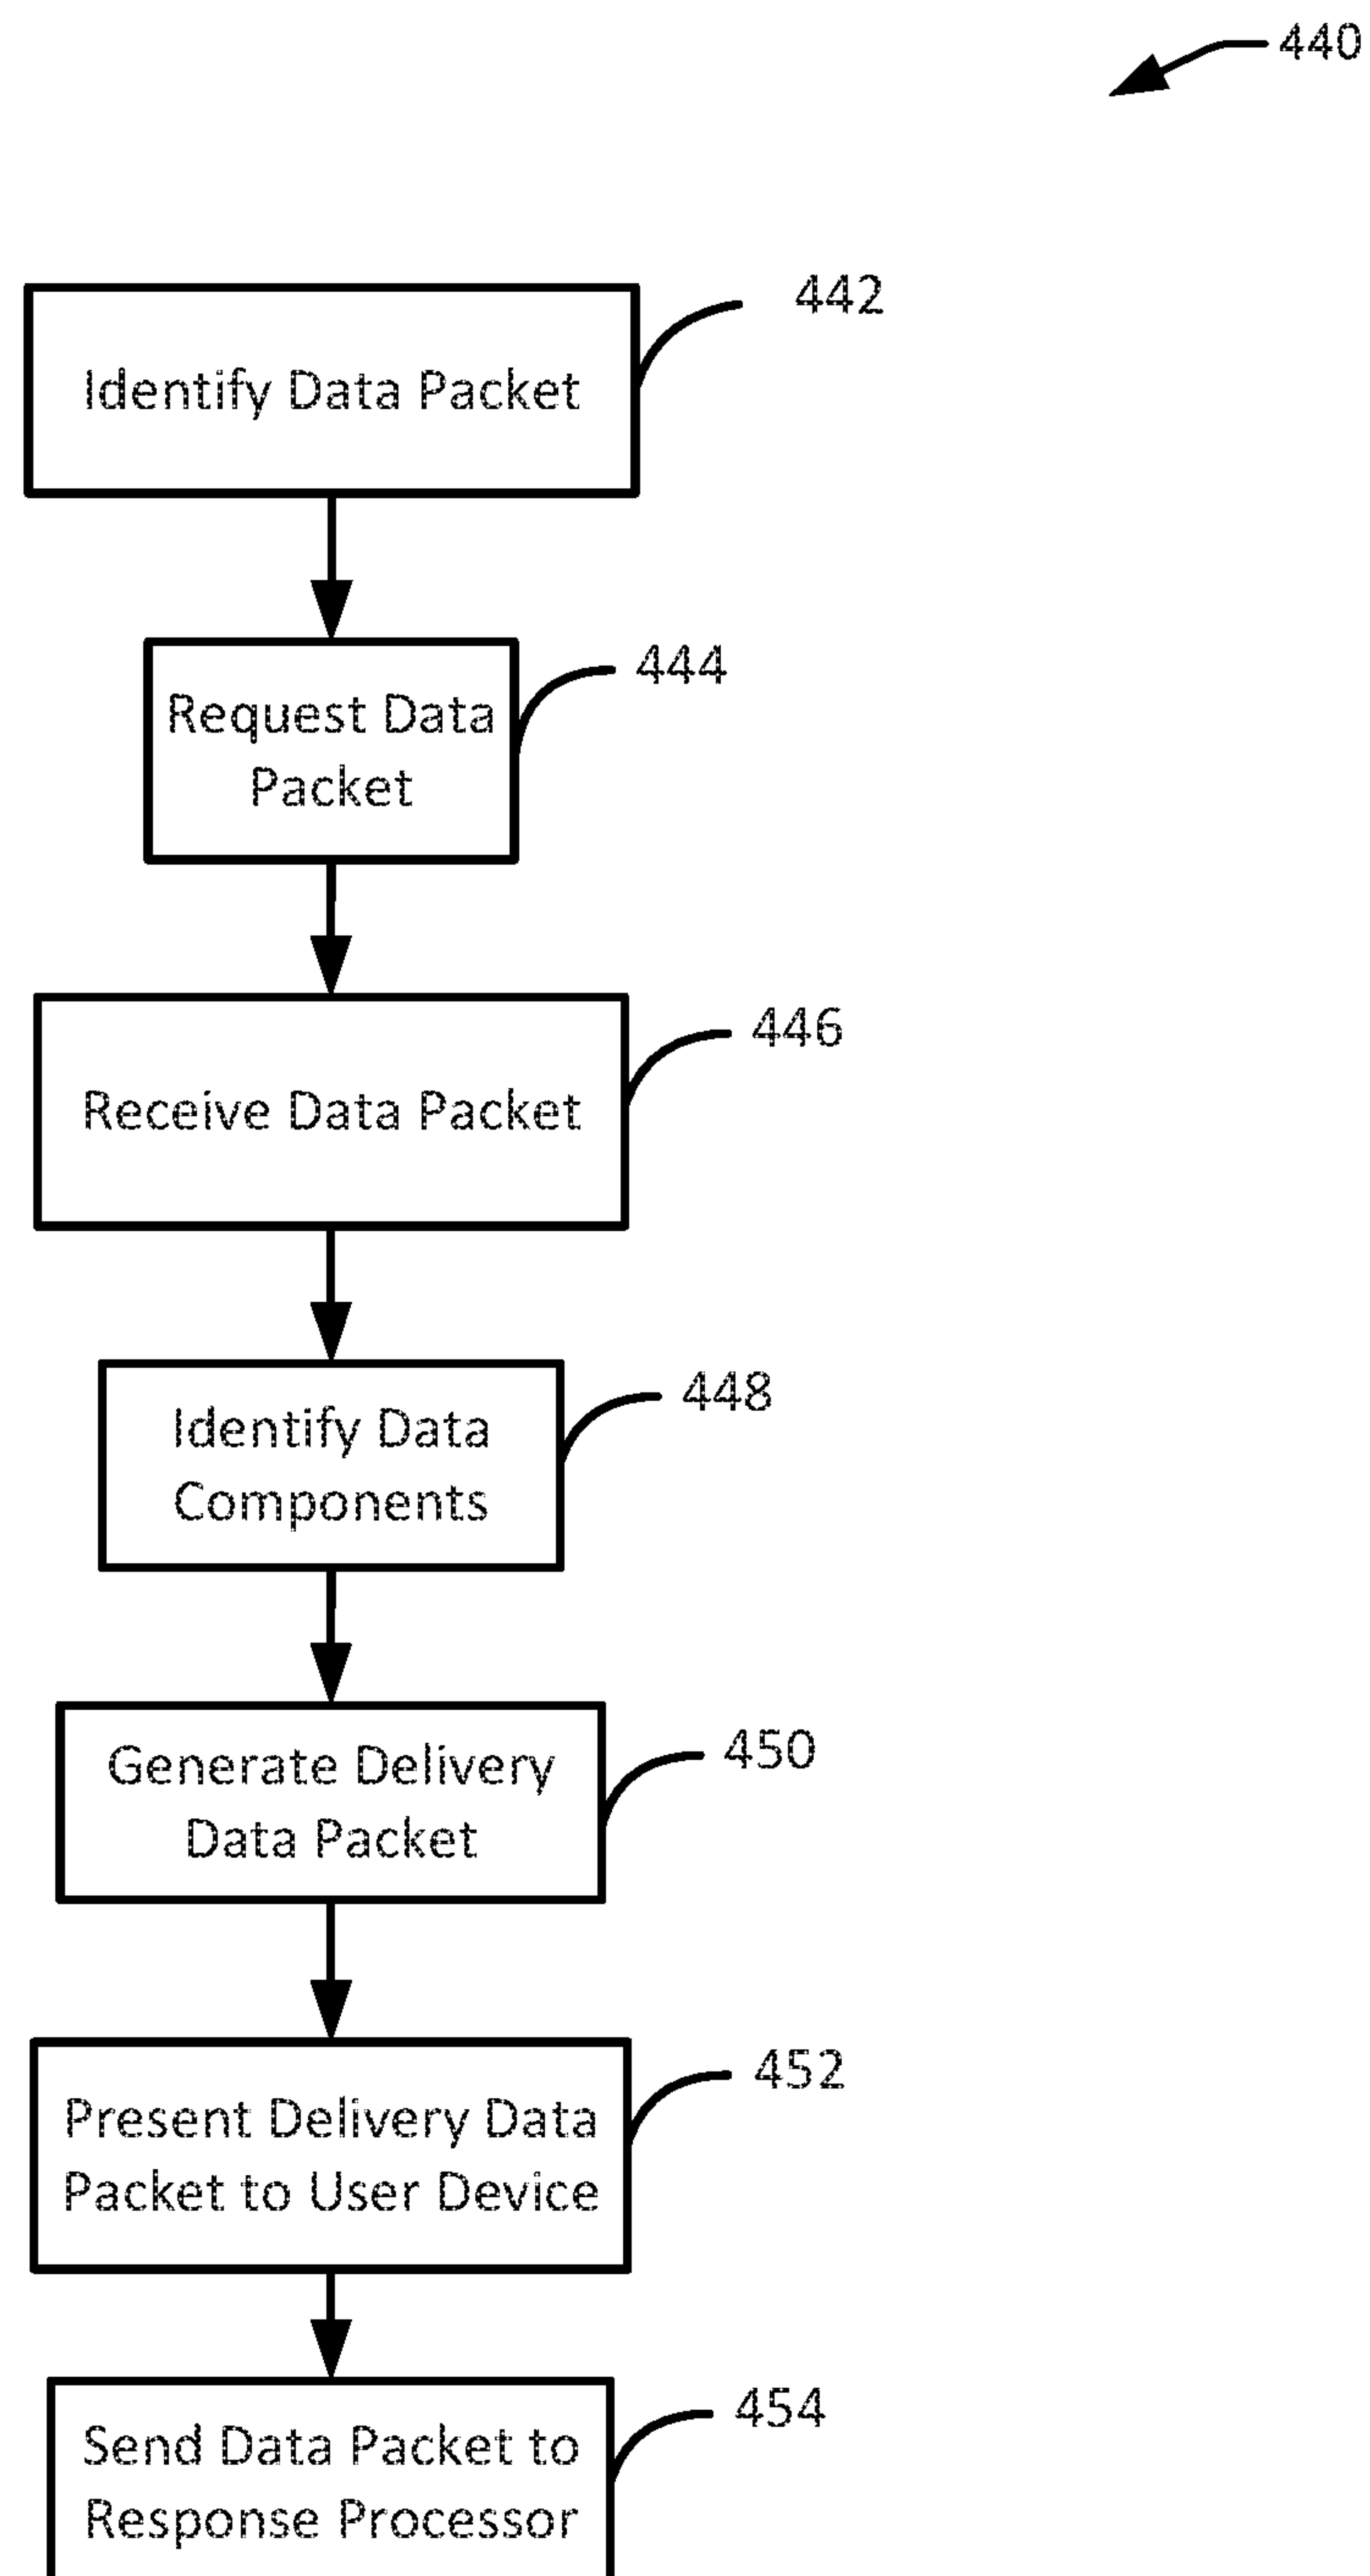 440
442
Identify Data Packet
444
Request Data
Packet
446
Receive Data Packet
448
Identify Data
Components
450
Generate Delivery
Data Packet
452
Present Delivery Data
Packet to User Device
454
Send Data Packet to
Response Processor